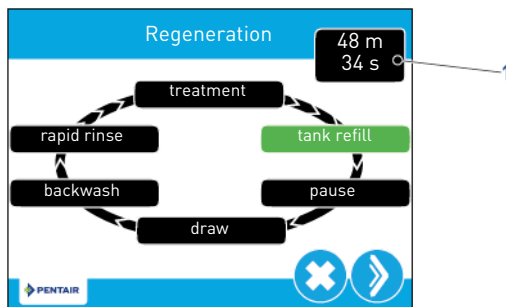 Regeneration
48 m
34 s
1
treatment
rapid rinse
tank refill
backwash
pause
draw
PENTAIR